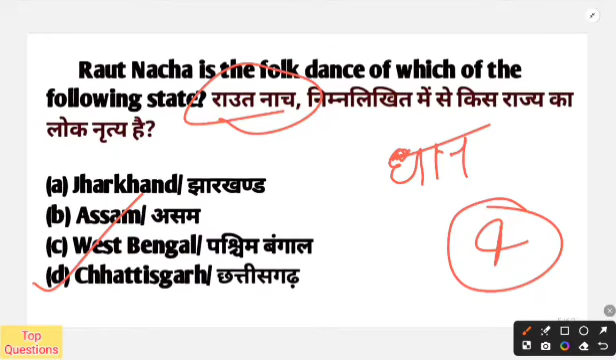 Raut Nacha is the folk dance of which of the
following state? राउत नाच, निम्नलिखित में से किस राज्य का
लोक नृत्य है?
धान
(a) Jharkhand/ झारखण्ड
(b) Assam/ असम
(c) West Bengal/ पश्चिम बंगाल
(d) Chhattisgarh/ छत्तीसगढ़
Top
Questions